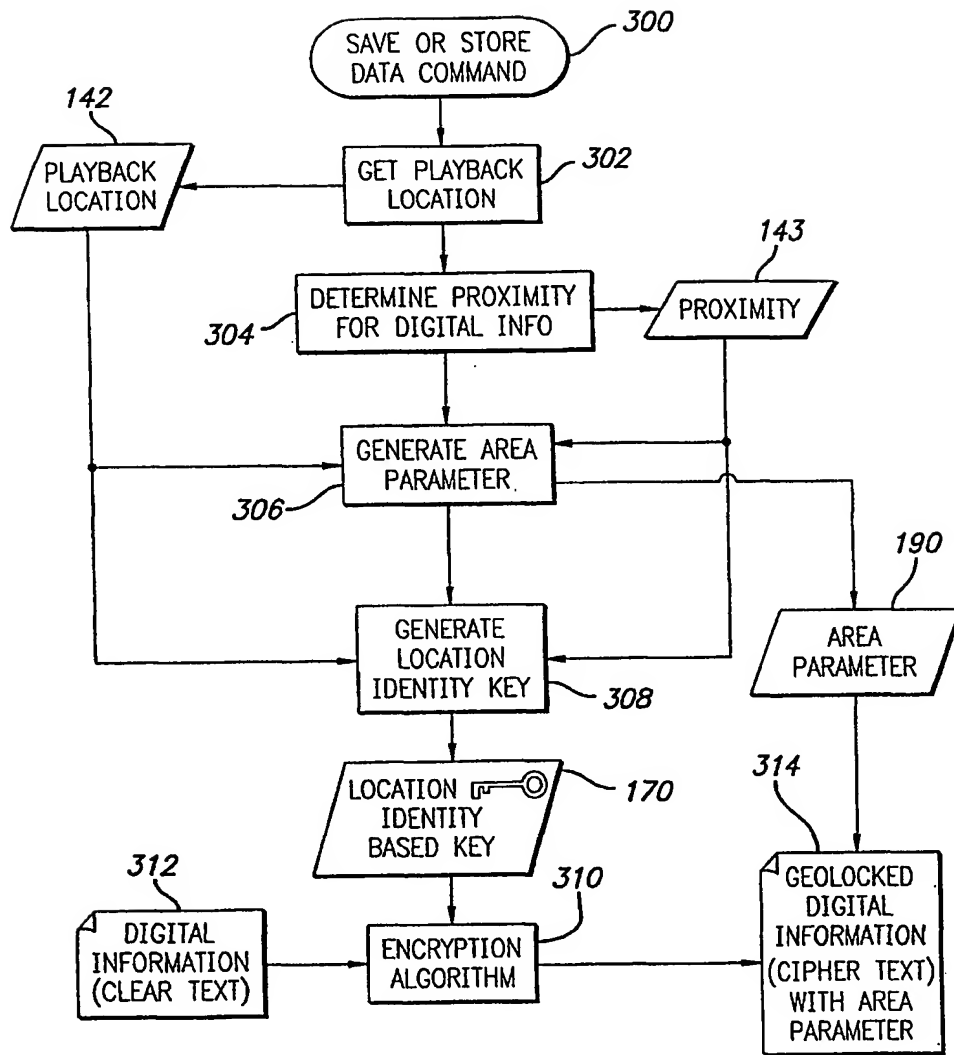 300
SAVE OR STORE
DATA COMMAND
142
PLAYBACK
LOCATION
GET PLAYBACK
LOCATION
302
143
DETERMINE PROXIMITY
FOR DIGITAL INFO
304
PROXIMITY
GENERATE AREA
PARAMETER
306
190
AREA
PARAMETER
GENERATE
LOCATION
IDENTITY KEY
308
LOCATION
IDENTITY
BASED KEY
170
314
312
310
DIGITAL
INFORMATION
(CLEAR TEXT)
ENCRYPTION
ALGORITHM
GEOLOCKED
DIGITAL
INFORMATION
(CIPHER TEXT)
WITH AREA
PARAMETER